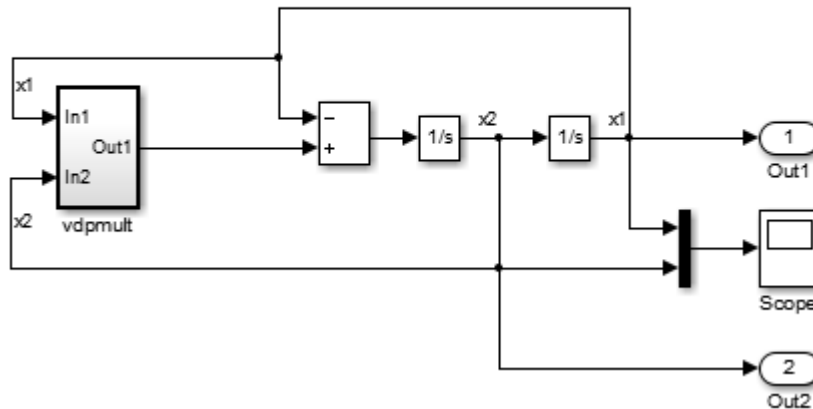 x1
In1
Out1
In2
x2
vdpmult
−
+
1/s
x2
1/s
x1
1
Out1
Scope
2
Out2